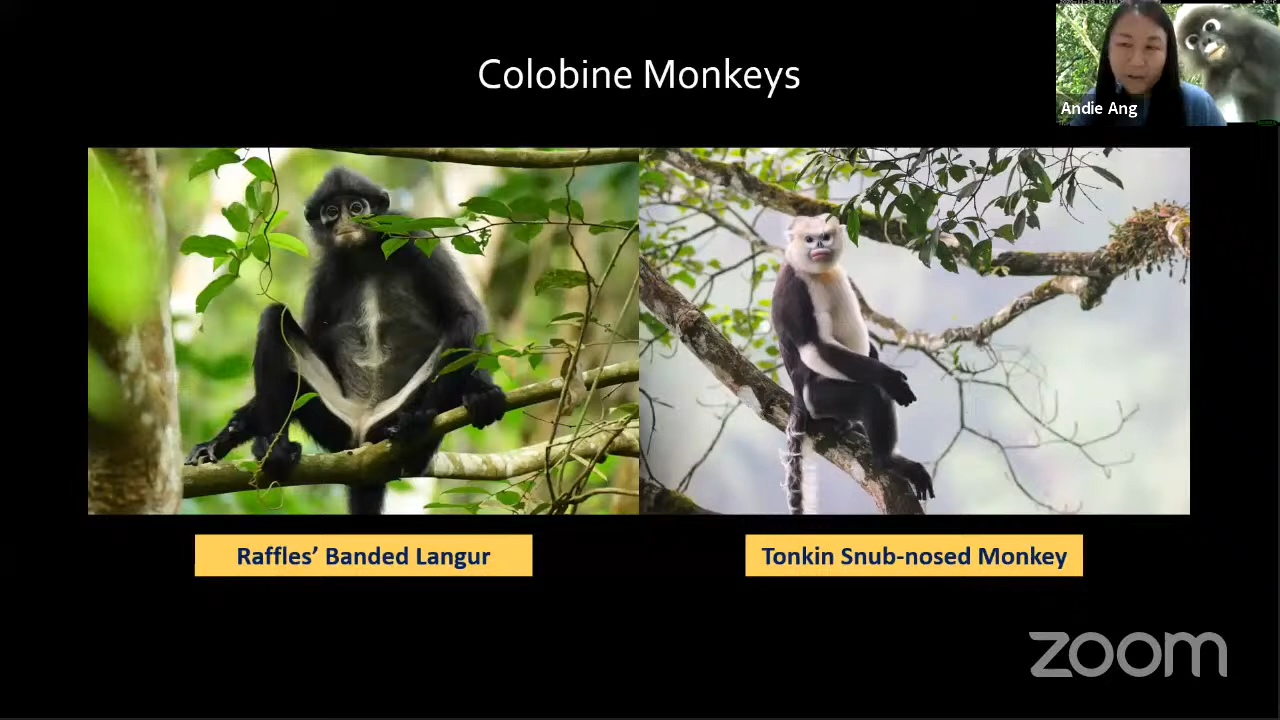 Colobine Monkeys
Andie Ang
Raffles’ Banded Langur
Tonkin Snub-nosed Monkey
zoom